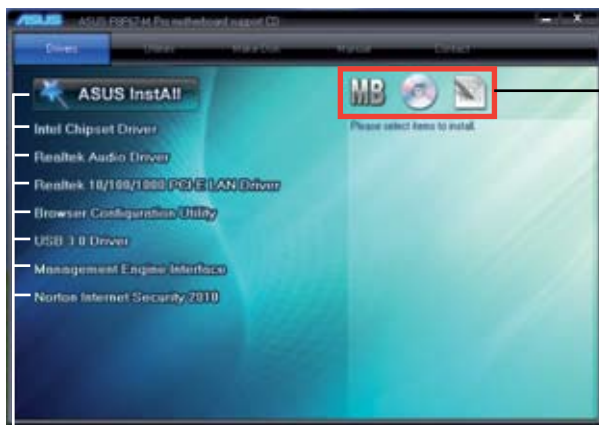 ASUS ASUS P8P67-M Pro motherboard support CD
Drivers Utilities Make Disk Manual Contact
ASUS InstAll
MB
Please select items to install.
Intel Chipset Driver
Realtek Audio Driver
Realtek 10/100/1000 PCI-E LAN Driver
Browser Configuration Utility
USB 3.0 Driver
Management Engine Interface
Norton Internet Security 2010